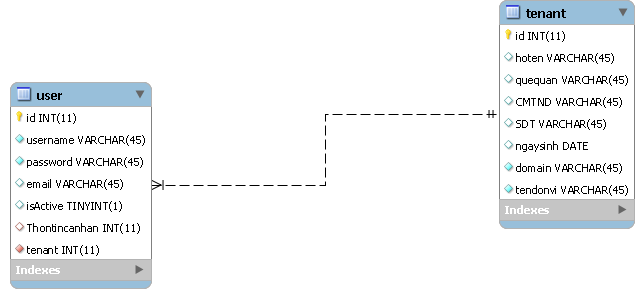 user
id INT(11)
username VARCHAR(45)
password VARCHAR(45)
email VARCHAR(45)
isActive TINYINT(1)
Thontincanhan INT(11)
tenant INT(11)
Indexes
tenant
id INT(11)
hoten VARCHAR(45)
quequan VARCHAR(45)
CMTND VARCHAR(45)
SDT VARCHAR(45)
ngaysinh DATE
domain VARCHAR(45)
tendonvi VARCHAR(45)
Indexes